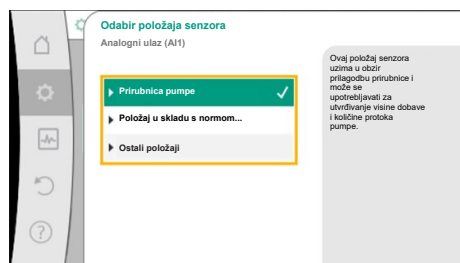 Odabir položaja senzora
Analogni ulaz (AI1)
Prirubnica pumpe
Položaj u skladu s normom...
Ostali položaji
Ovaj položaj senzora
uzima u obzir
prilagodbu prirubnice i
može se
upotrebljavati za
utvrđivanje visine dobave
i količine protoka
pumpe.